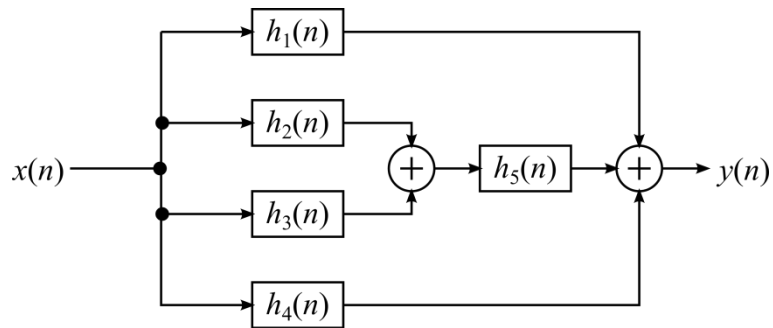 h₁(n)
h₂(n)
x(n)
+
h₅(n)
+
y(n)
h₃(n)
h₄(n)